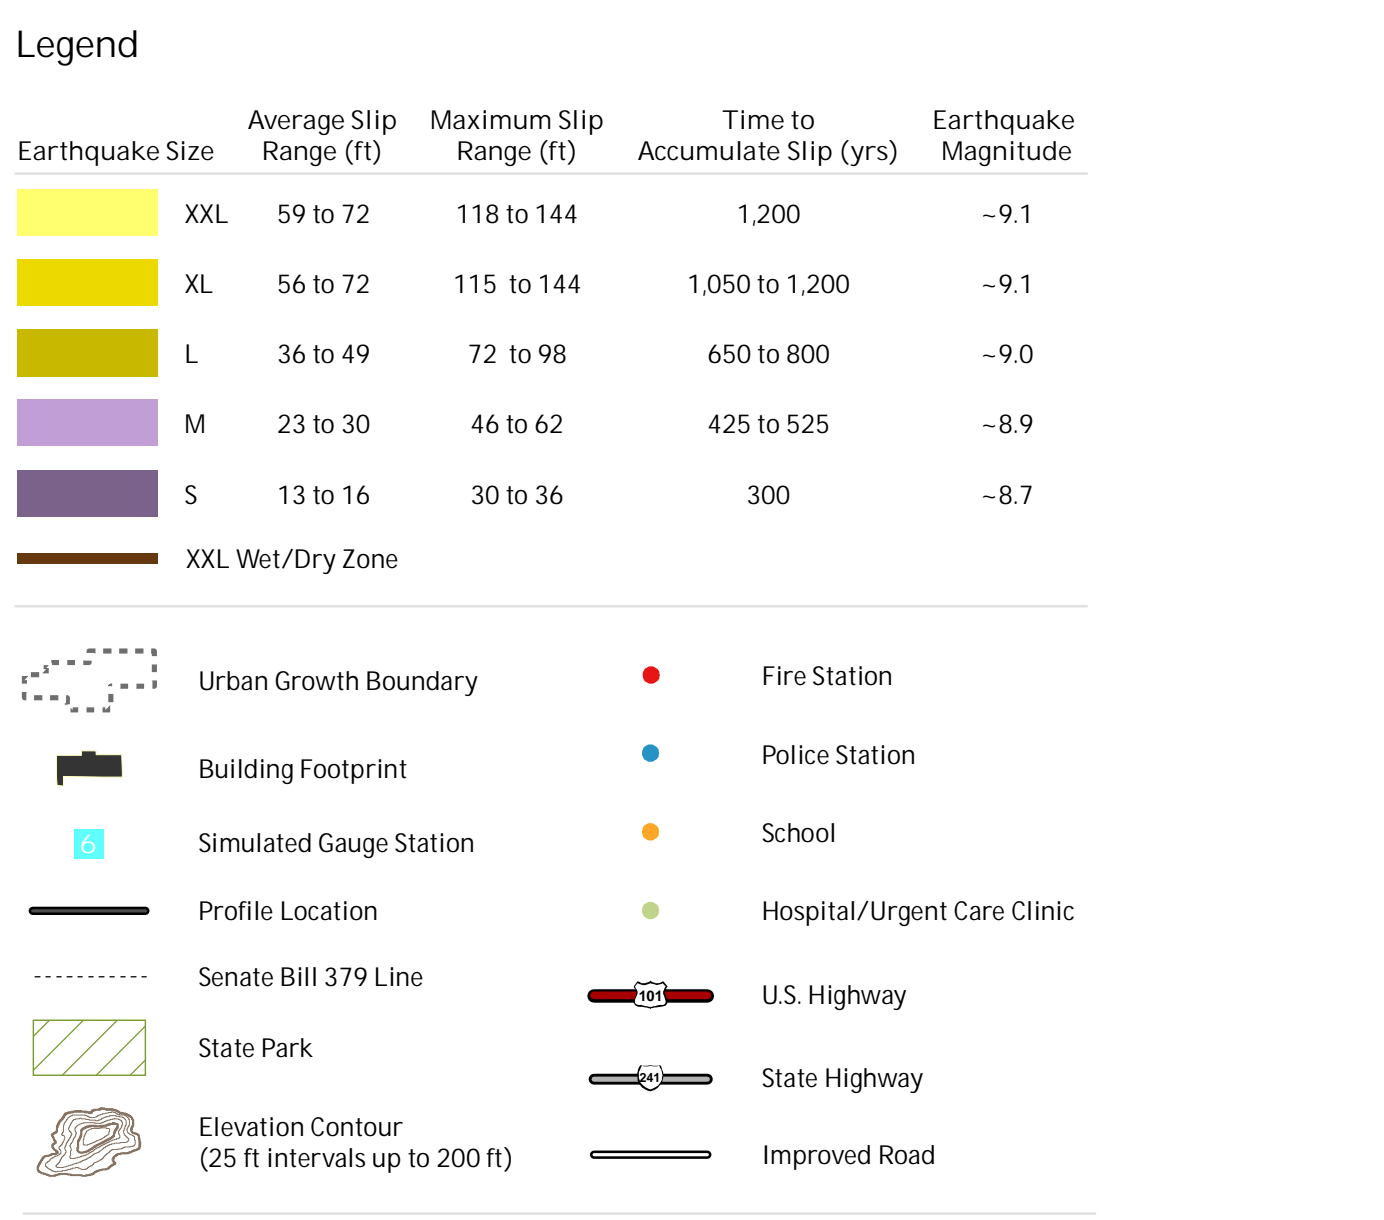 Legend
Average Slip Maximum Slip Time to Earthquake
Earthquake Size Range (ft) Range (ft) Accumulate Slip (yrs) Magnitude
XXL 59 to 72 118 to 144 1,200 ~9.1
XL 56 to 72 115 to 144 1,050 to 1,200 ~9.1
L 36 to 49 72 to 98 650 to 800 ~9.0
M 23 to 30 46 to 62 425 to 525 ~8.9
S 13 to 16 30 to 36 300 ~8.7
XXL Wet/Dry Zone
Urban Growth Boundary
Building Footprint
6 Simulated Gauge Station
Profile Location
Senate Bill 379 Line
State Park
Elevation Contour
(25 ft intervals up to 200 ft)
Fire Station
Police Station
School
Hospital/Urgent Care Clinic
101 U.S. Highway
241 State Highway
Improved Road